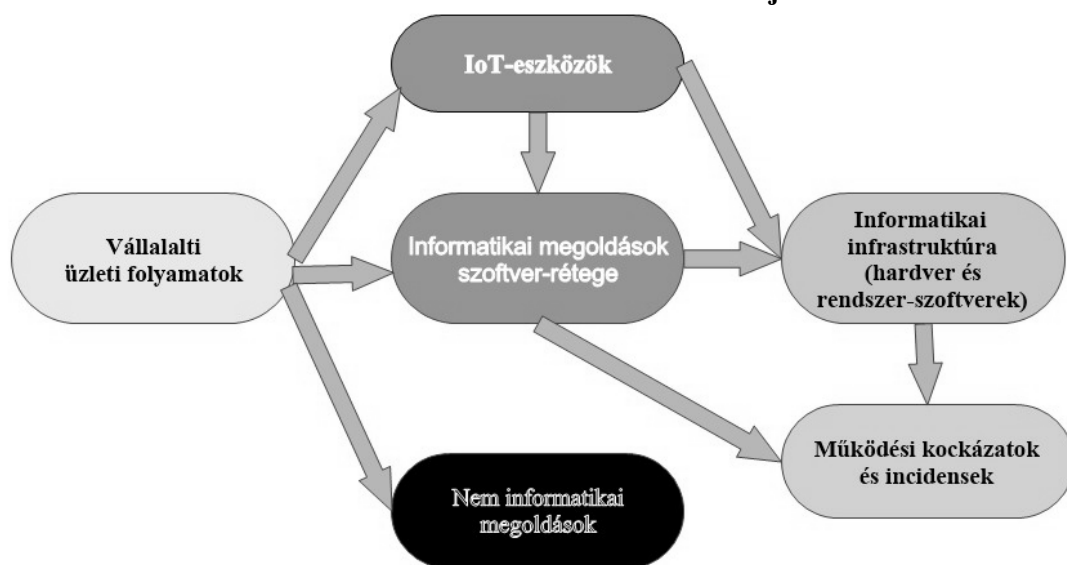 IoT-eszközök
Vállalalti
üzleti folyamatok
Informatikai megoldások
szoftver-rétege
Informatikai
infrastruktúra
(hardver és
rendszer-szoftverek)
Működési kockázatok
és incidensek
Nem informatikai
megoldások